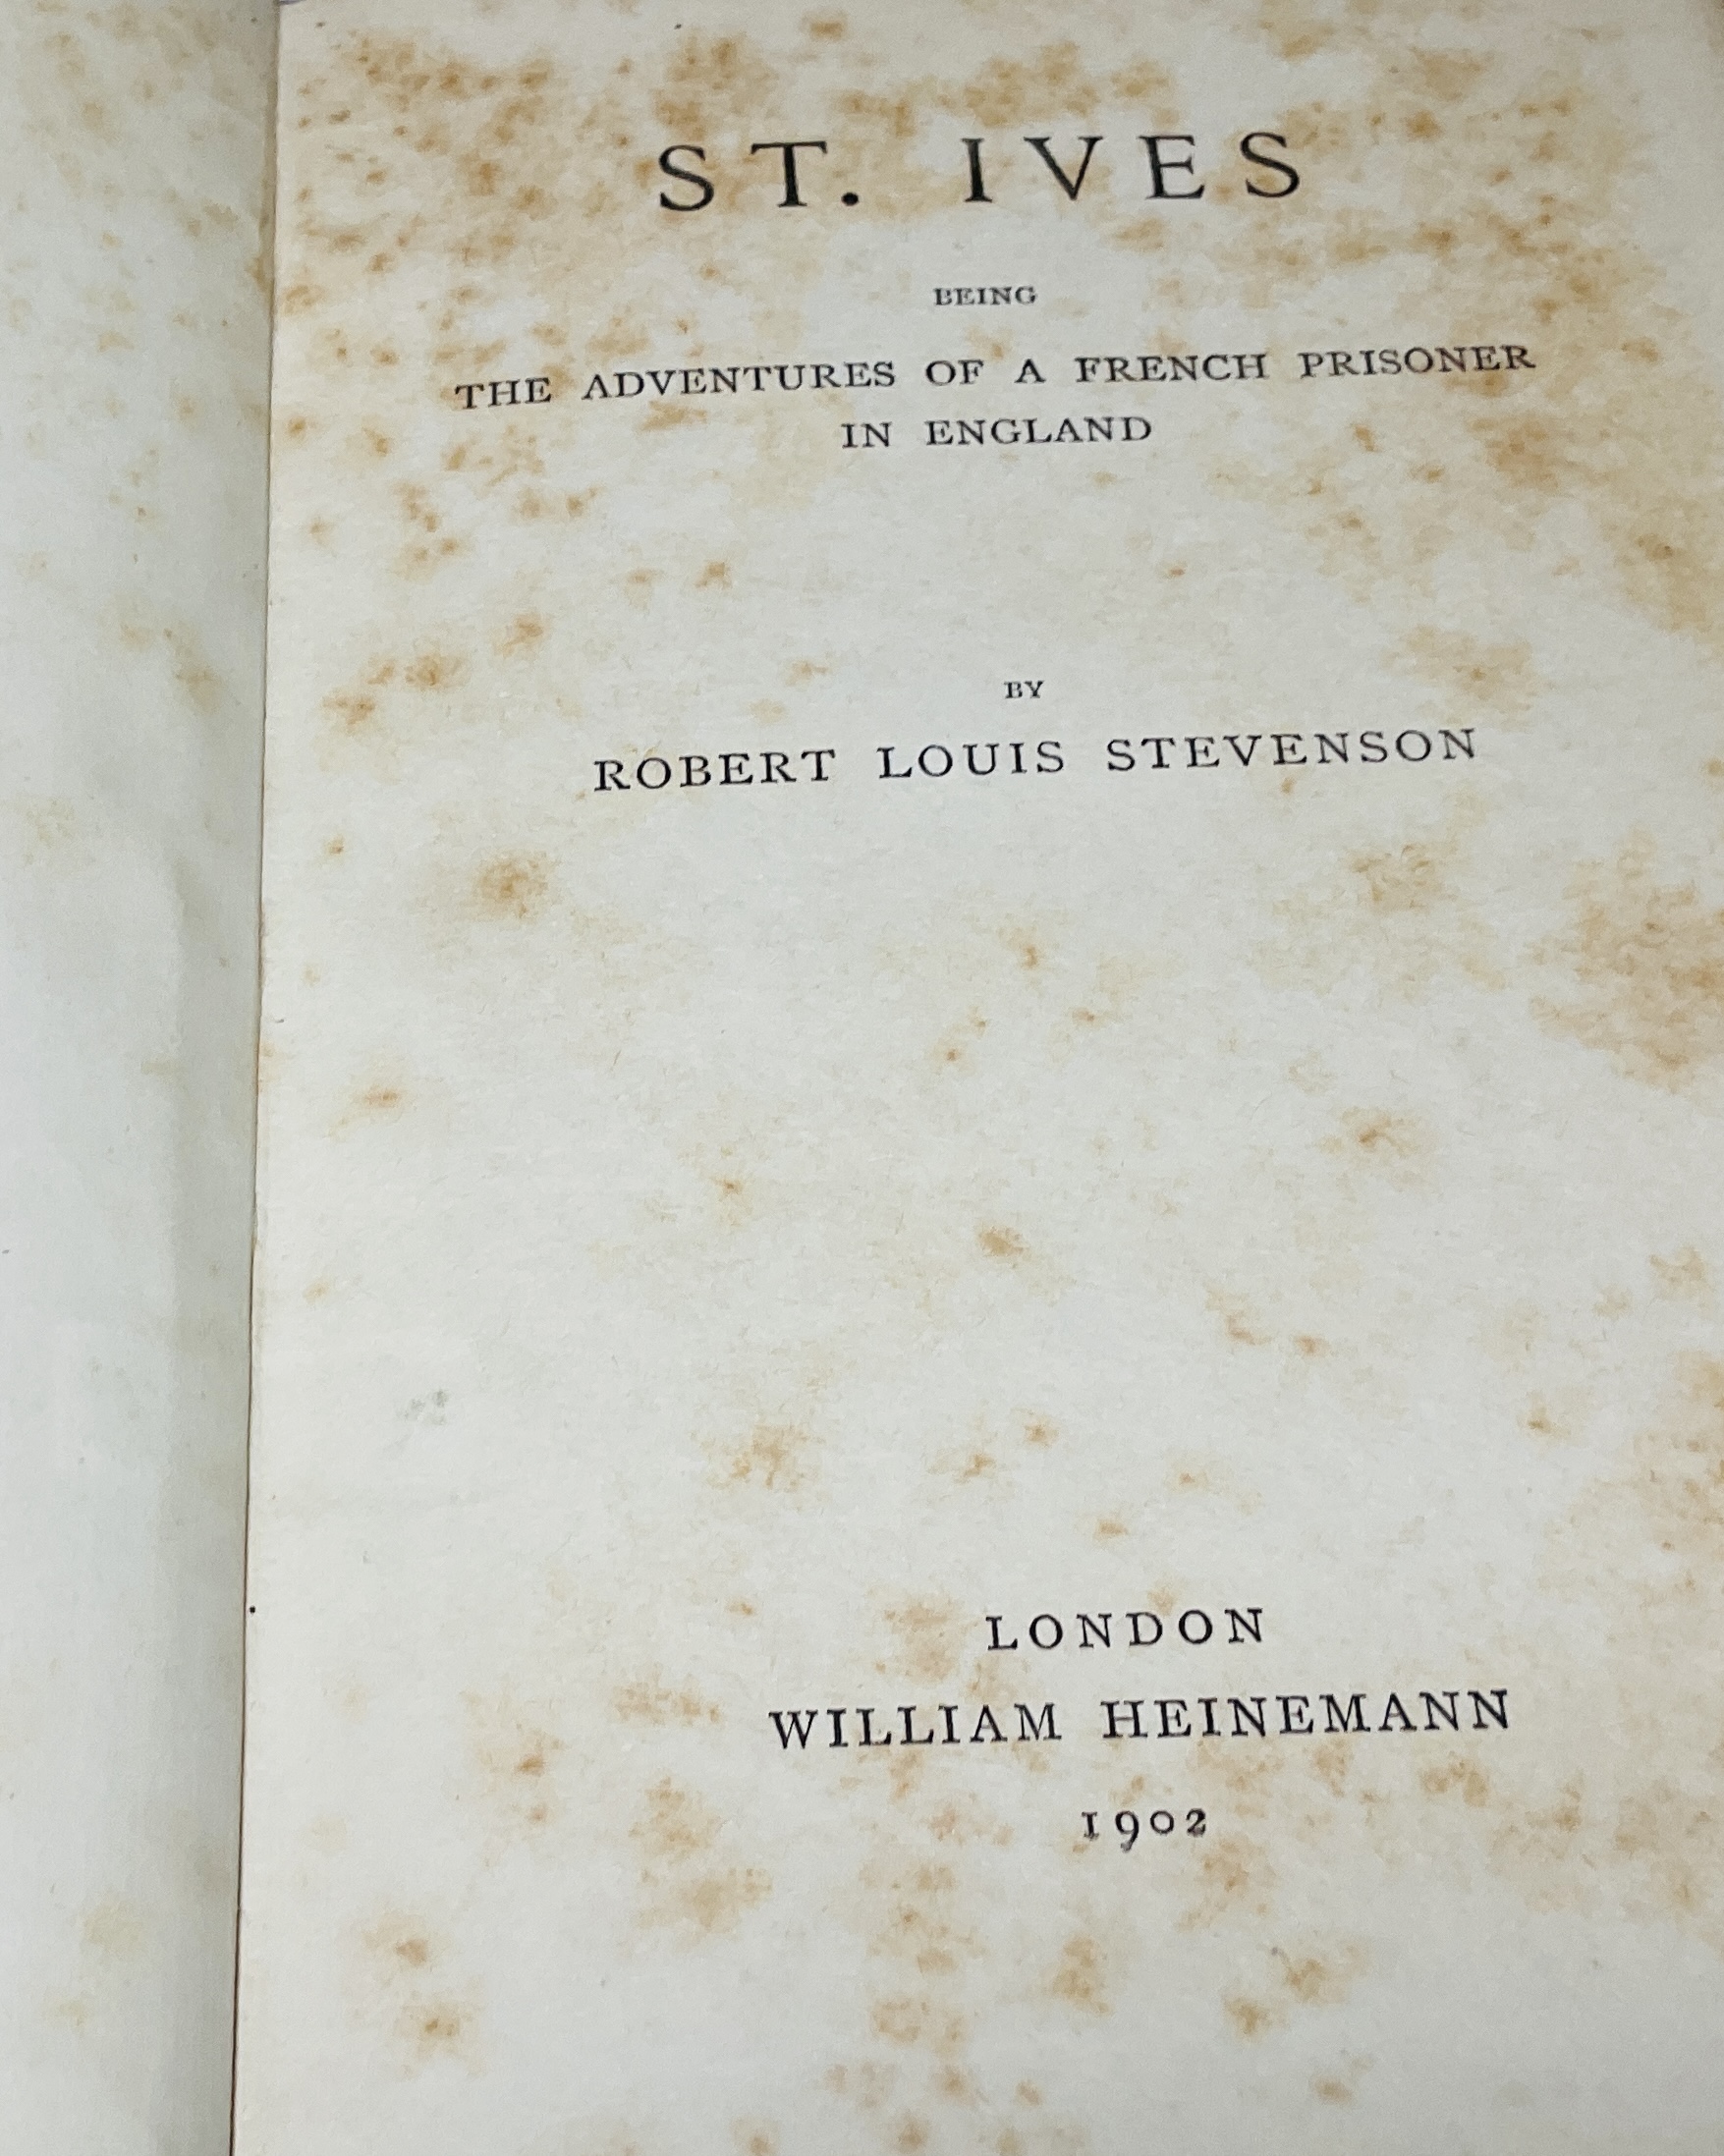 ST. IVES
BEING
THE ADVENTURES OF A FRENCH PRISONER
IN ENGLAND
BY
ROBERT LOUIS STEVENSON
LONDON
WILLIAM HEINEMANN
1902